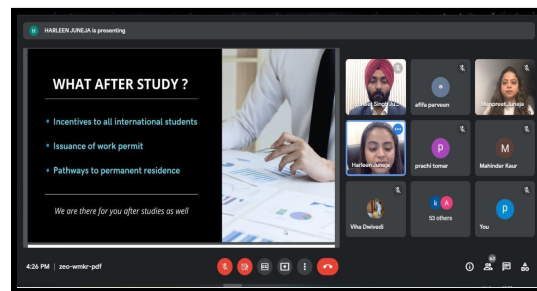 H HARLEEN JUNEJA is presenting
WHAT AFTER STUDY ?
Incentives to all international students
Issuance of work permit
Pathways to permanent residence
We are there for you after studies as well
afifa parveen
Manpreet Juneja
Harleen Juneja
p
prachi tomar
M
Mahinder Kaur
Viha Dwivedi
k A
53 others
p
You
4:26 PM | zeo-wmkr-pdf